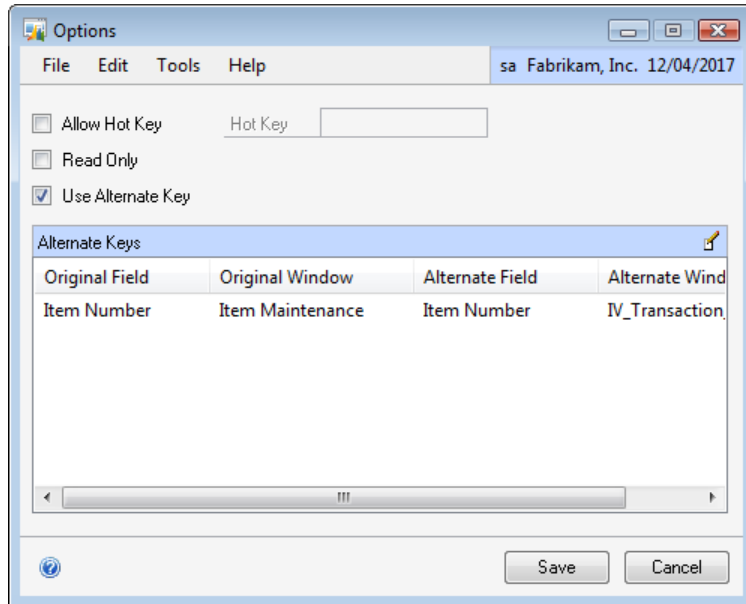 Options
File Edit Tools Help sa Fabrikam, Inc. 12/04/2017
Allow Hot Key Hot Key
Read Only
Use Alternate Key
Alternate Keys
Original Field Original Window Alternate Field Alternate Wind
Item Number Item Maintenance Item Number IV_Transaction_
Save Cancel